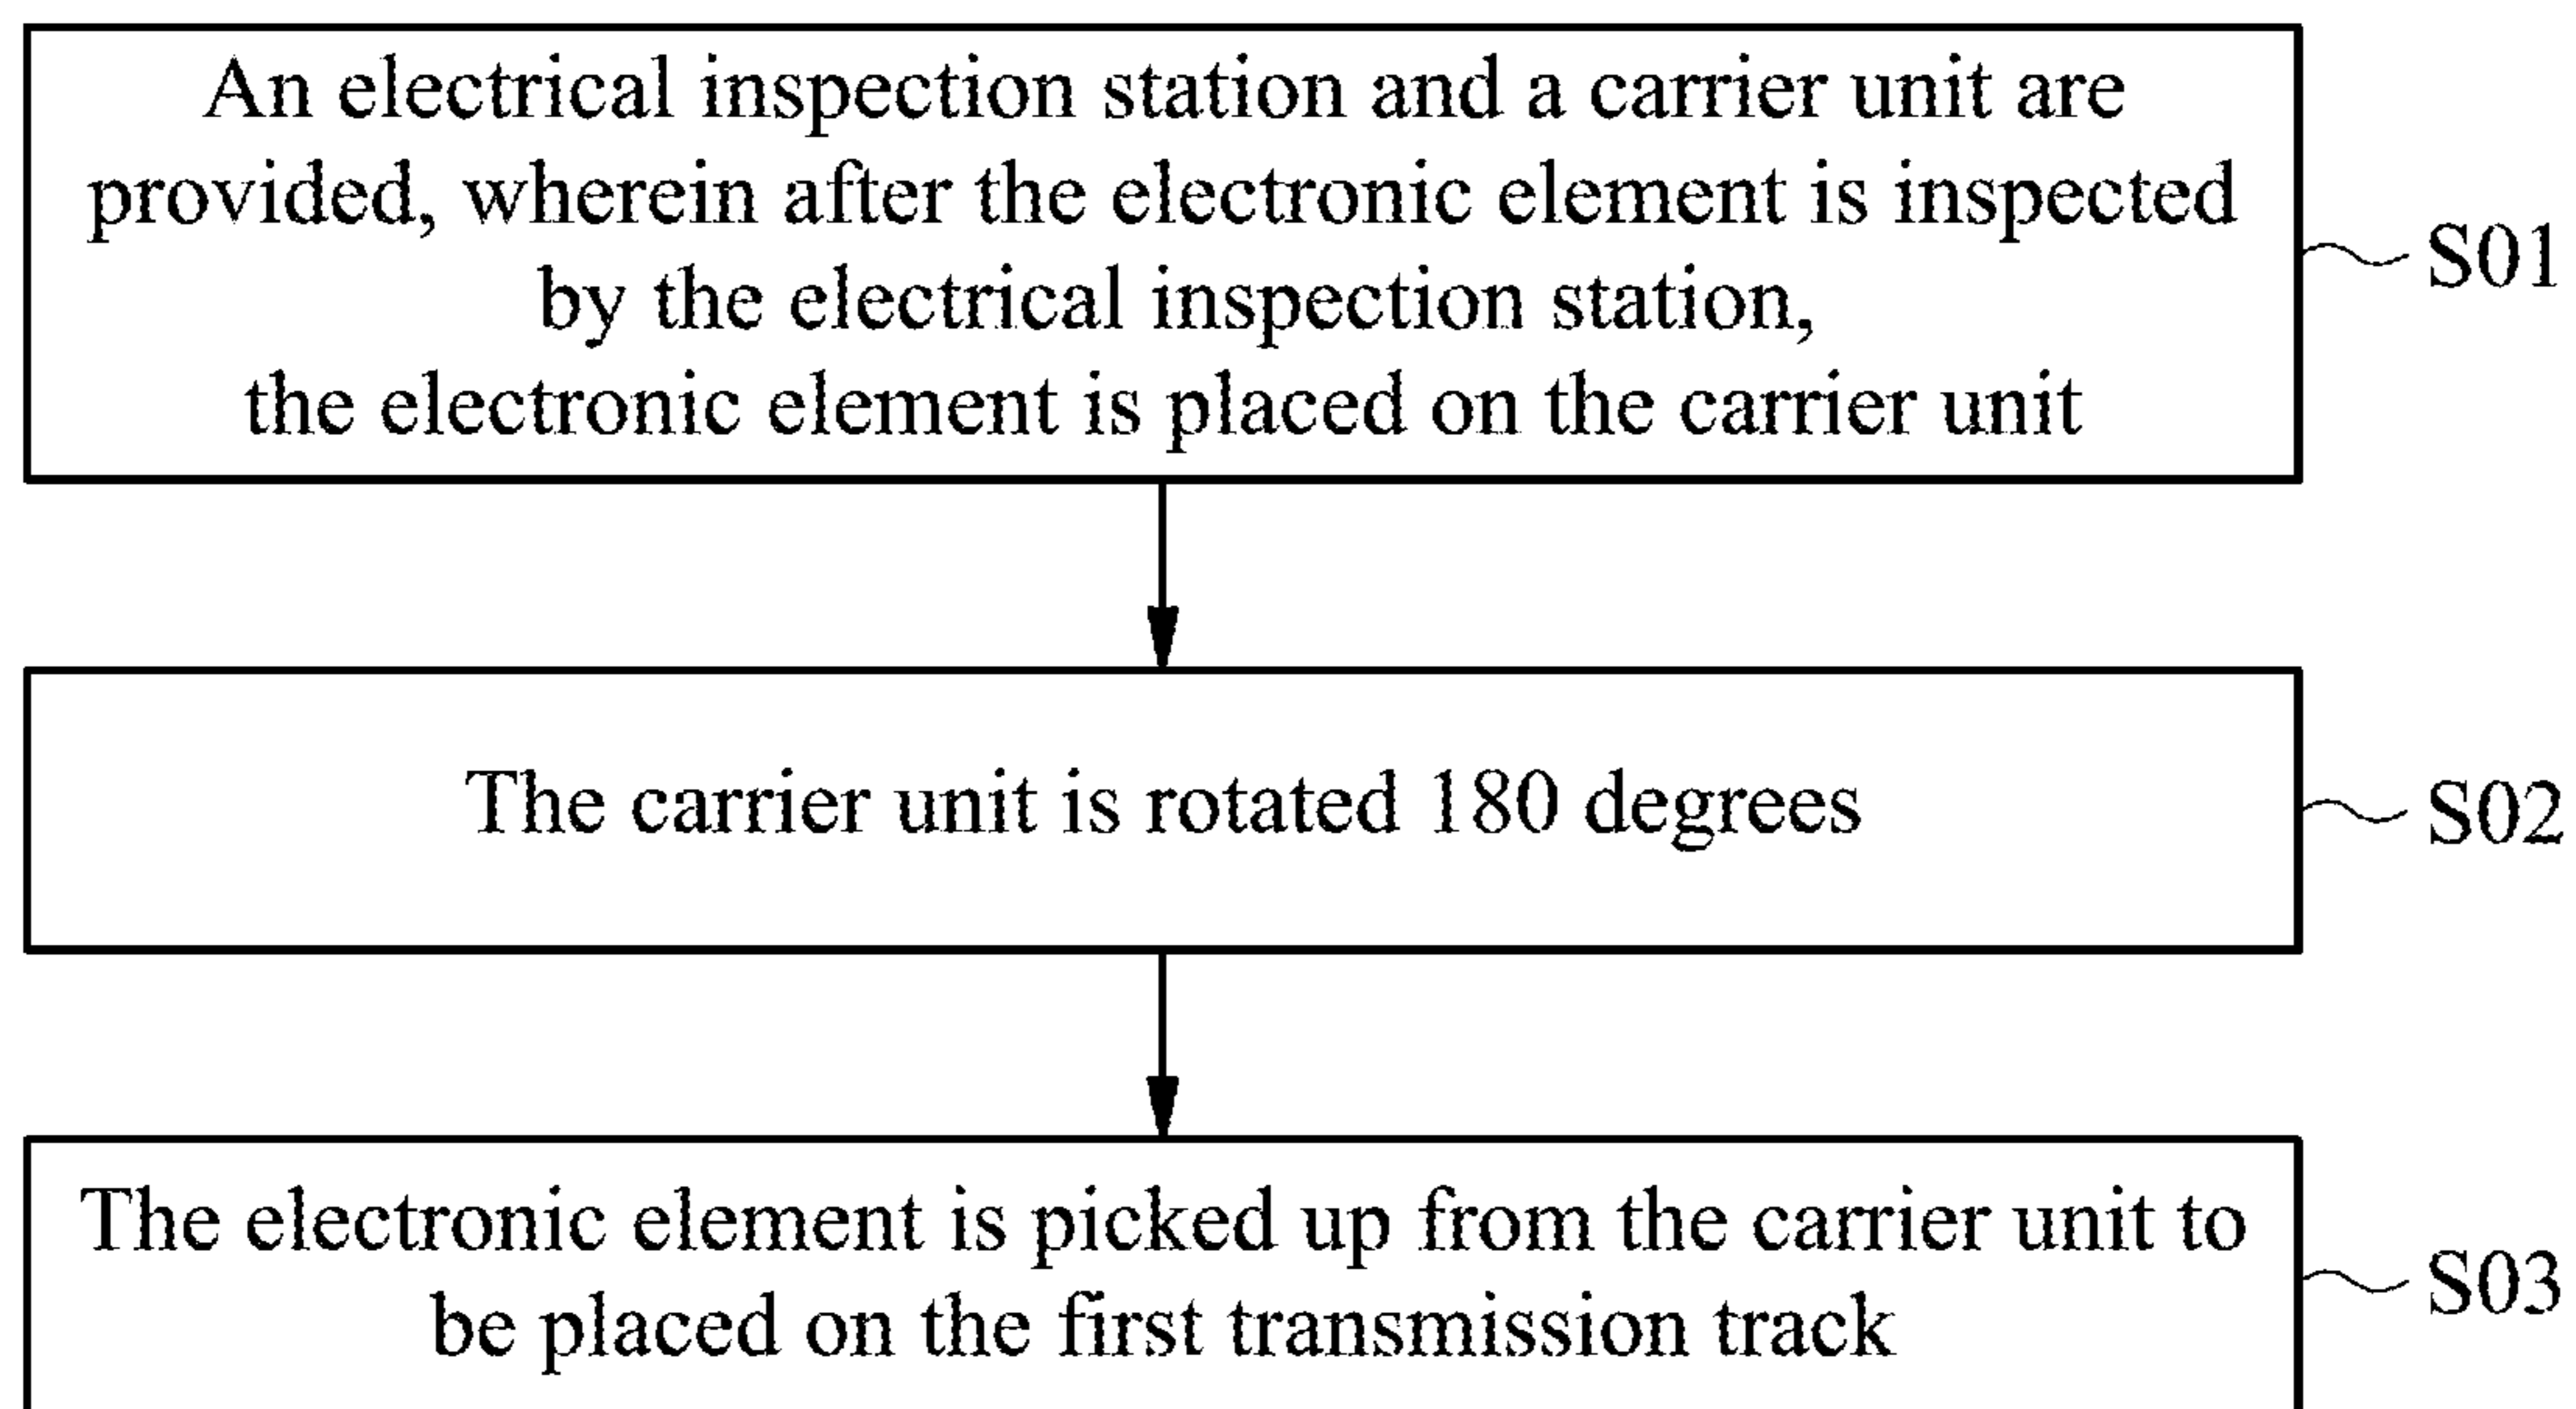 An electrical inspection station and a carrier unit are
provided, wherein after the electronic element is inspected
by the electrical inspection station,
the electronic element is placed on the carrier unit
S01
The carrier unit is rotated 180 degrees
S02
The electronic element is picked up from the carrier unit to
be placed on the first transmission track
S03